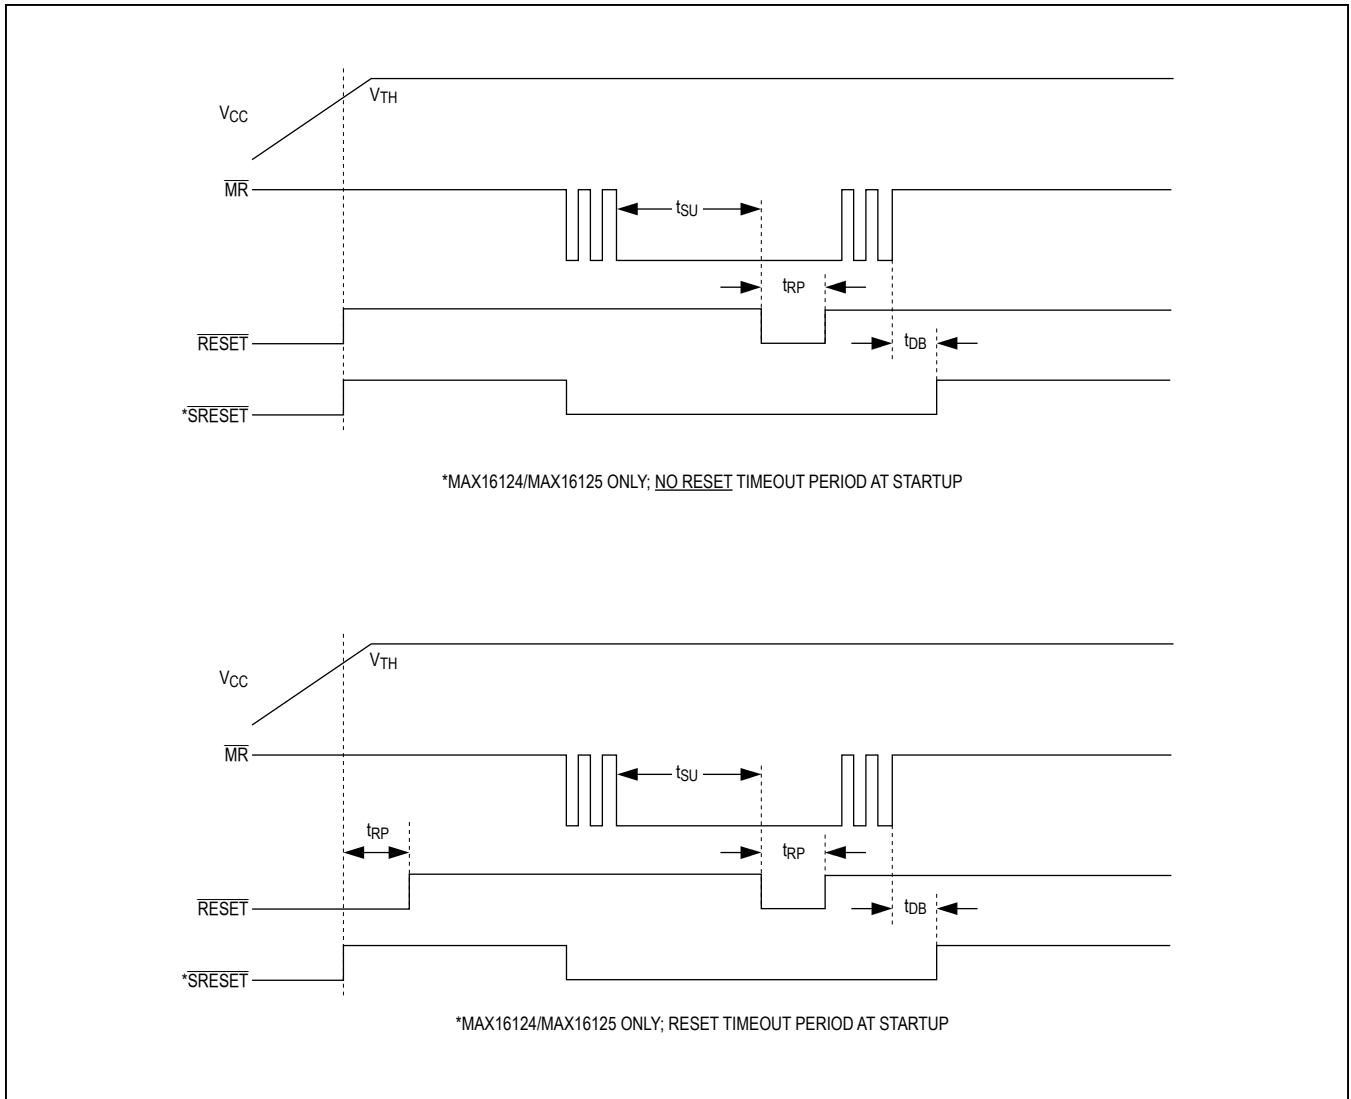 VTH
VCC
MR
tSU
tRP
RESET
tDB
*SRESET
*MAX16124/MAX16125 ONLY; NO RESET TIMEOUT PERIOD AT STARTUP
VTH
VCC
MR
tSU
tRP
tRP
RESET
tDB
*SRESET
*MAX16124/MAX16125 ONLY; RESET TIMEOUT PERIOD AT STARTUP